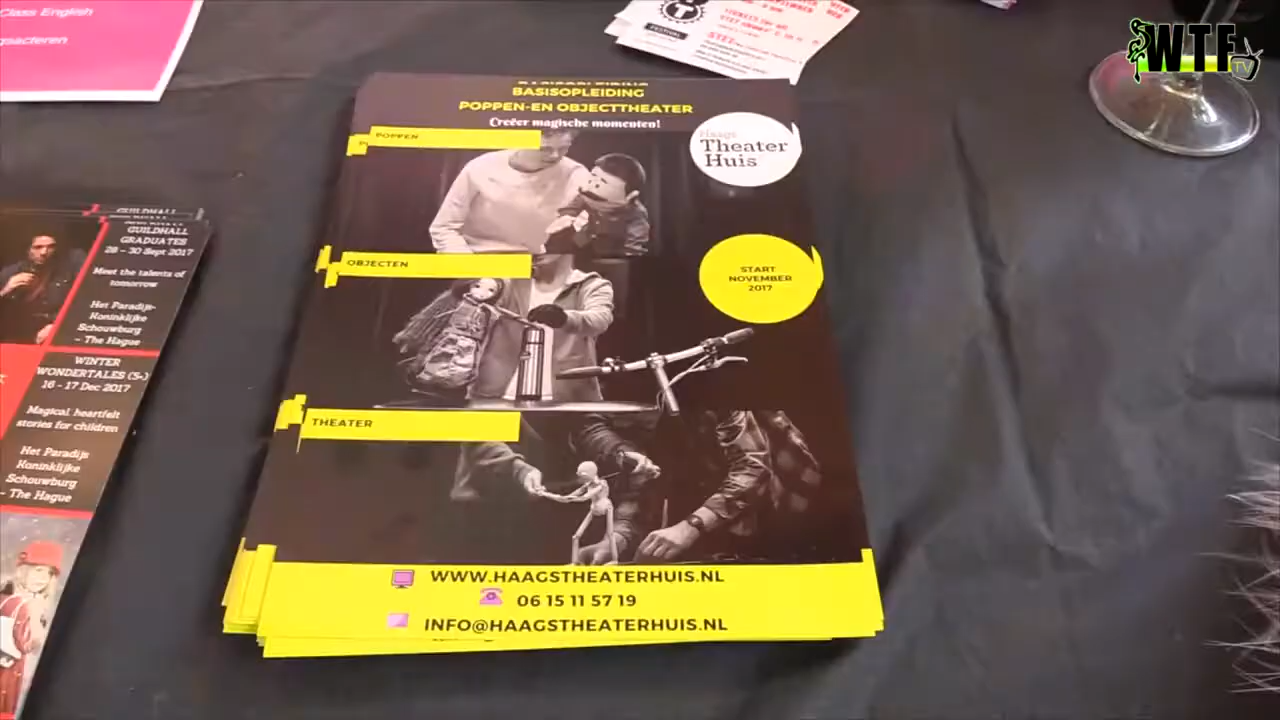 Class English
WTF
TV
FESTIVAL
BASISOPLEIDING
POPPEN-EN OBJECTTHEATER
Creëer magische momenten!
POPPEN
Haags
Theater
Huis
GUILDHALL
GUILDHALL
GRADUATES
28 - 30 Sept 2017
Meet the talents of
tomorrow
Het Paradijs-
Koninklijke
Schouwburg
- The Hague
WINTER
WONDERTALES (5-)
16 - 17 Dec 2017
Magical heartfelt
stories for children
Het Paradijs
Koninklijke
Schouwburg
- The Hague
OBJECTEN
START
NOVEMBER
2017
THEATER
WWW.HAAGSTHEATERHUIS.NL
06 15 11 57 19
INFO@HAAGSTHEATERHUIS.NL